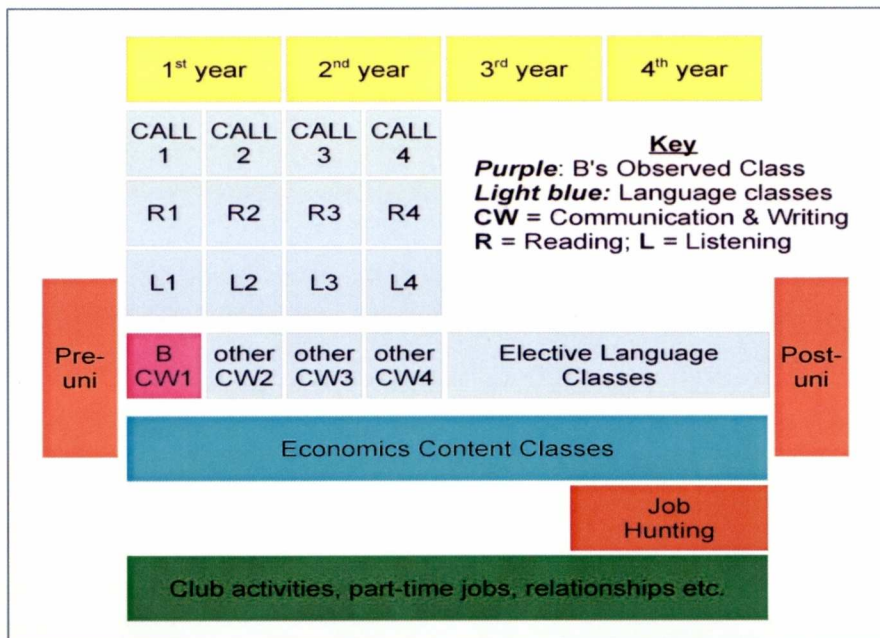 1st year
2nd year
3rd year
4th year
CALL
1
CALL
2
CALL
3
CALL
4
Key
Purple: B's Observed Class
Light blue: Language classes
CW = Communication & Writing
R = Reading; L = Listening
R1
R2
R3
R4
L1
L2
L3
L4
Pre-
uni
B
CW1
other
CW2
other
CW3
other
CW4
Elective Language
Classes
Post-
uni
Economics Content Classes
Job
Hunting
Club activities, part-time jobs, relationships etc.